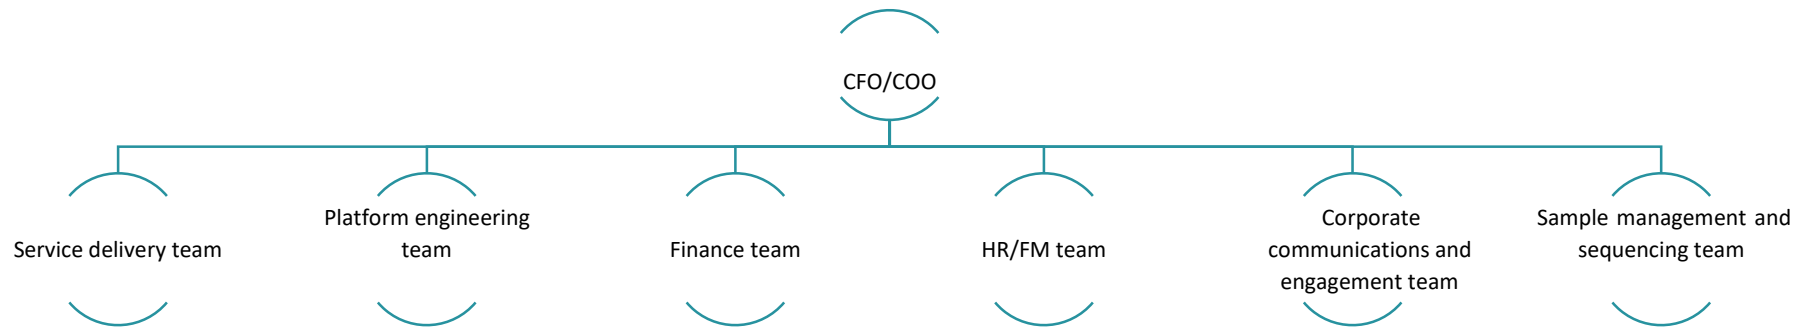 CFO/COO
Service delivery team
Platform engineering
team
Finance team
HR/FM team
Corporate
communications and
engagement team
Sample management and
sequencing team